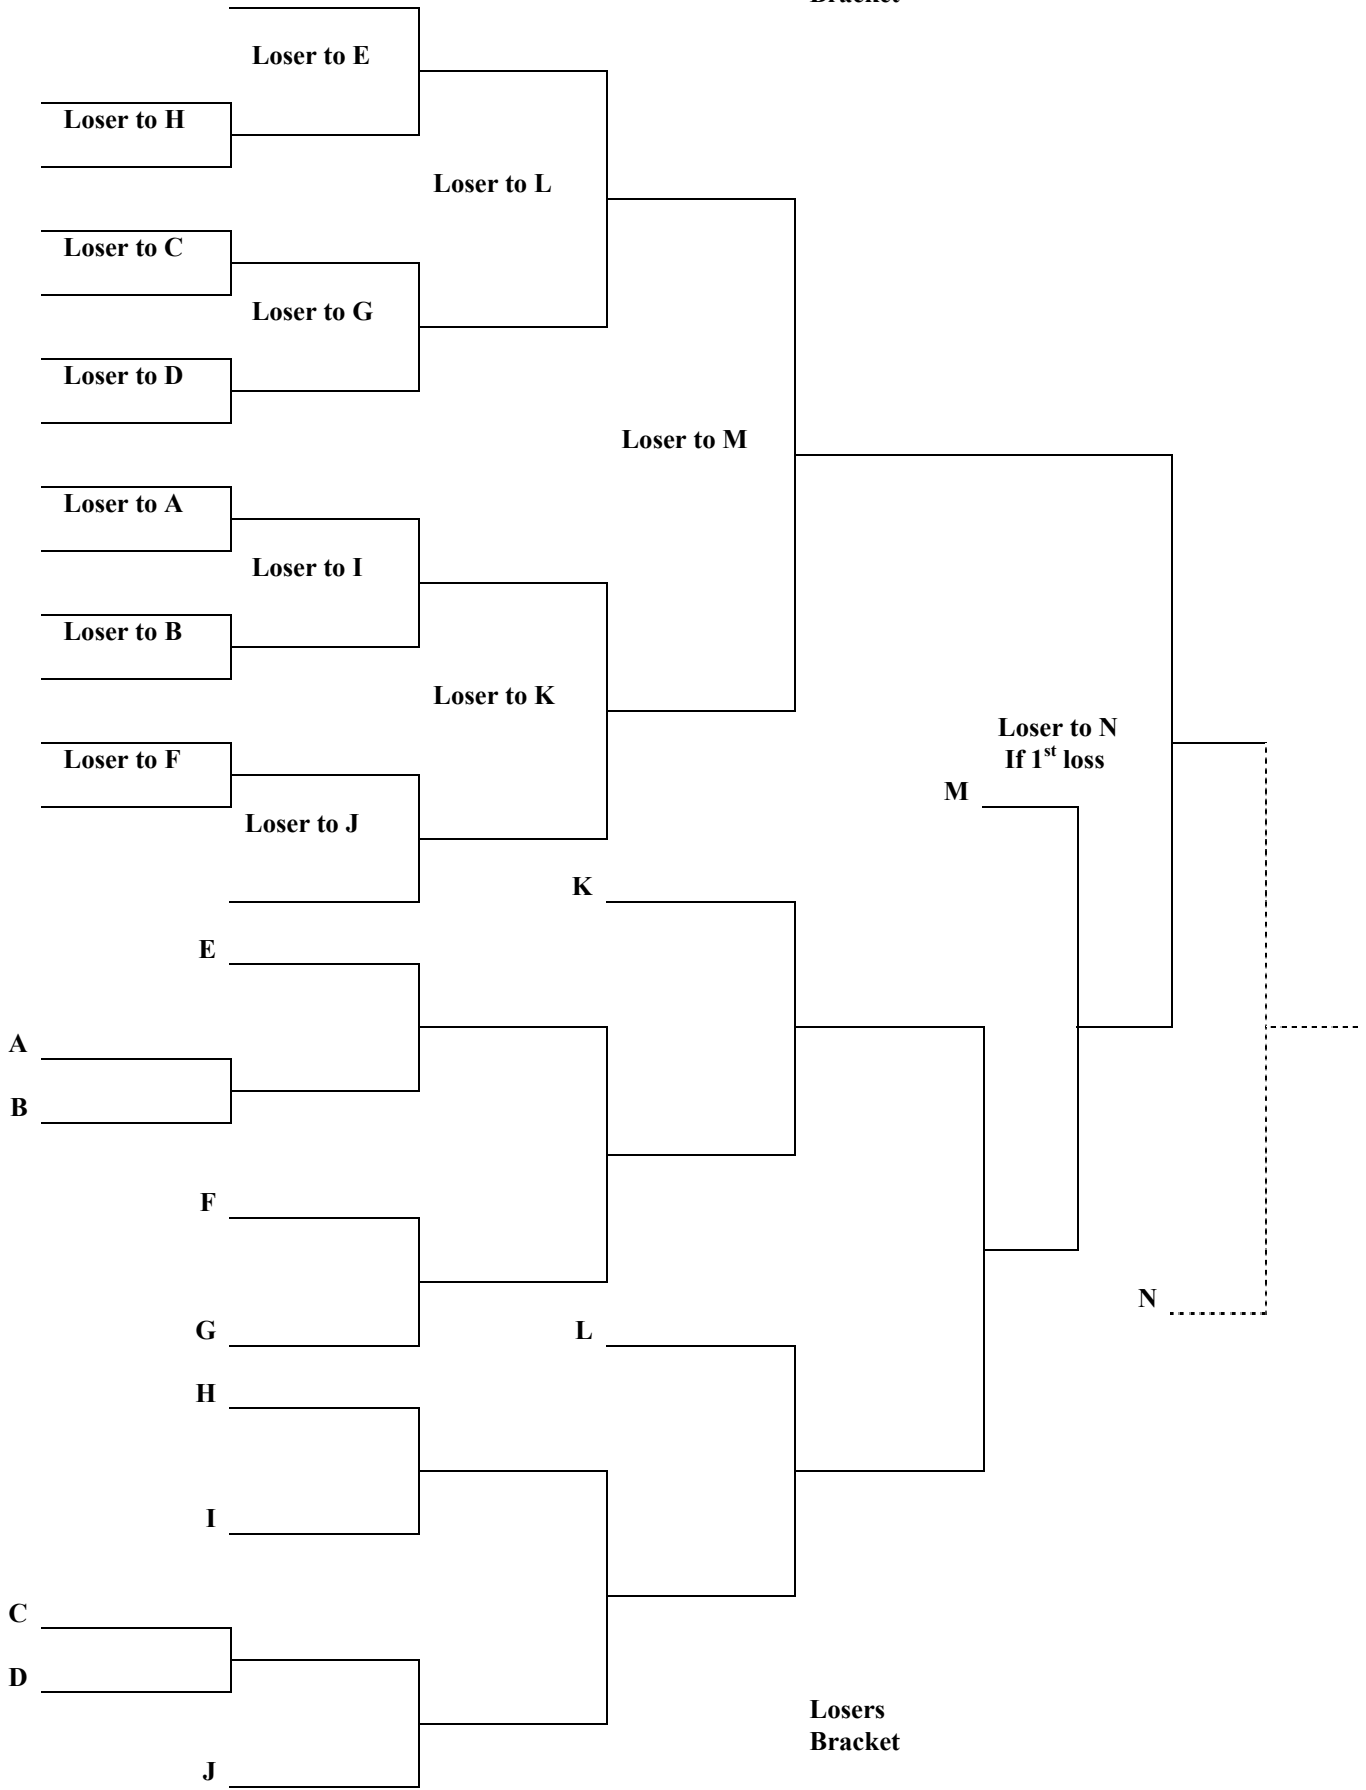 Bracket
Loser to E
Loser to H
Loser to L
Loser to C
Loser to G
Loser to D
Loser to M
Loser to A
Loser to I
Loser to B
Loser to K
Loser to N
If 1st loss
Loser to F
M
Loser to J
K
E
A
B
F
N
G
L
H
I
C
D
Losers
Bracket
J